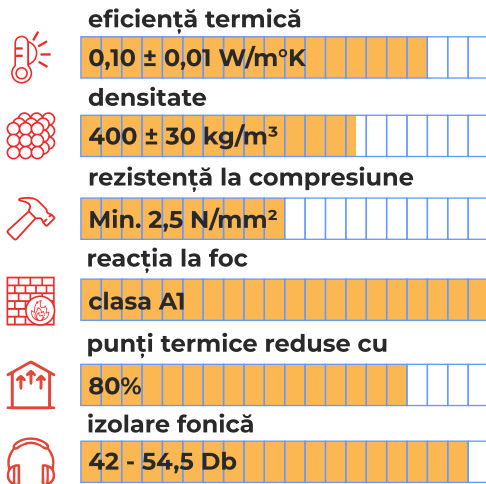 eficiență termică
0,10 ± 0,01 W/m°K
densitate
400 ± 30 kg/m³
rezistență la compresiune
Min. 2,5 N/mm²
reacția la foc
clasa A1
punți termice reduse cu
80%
izolare fonică
42 - 54,5 Db